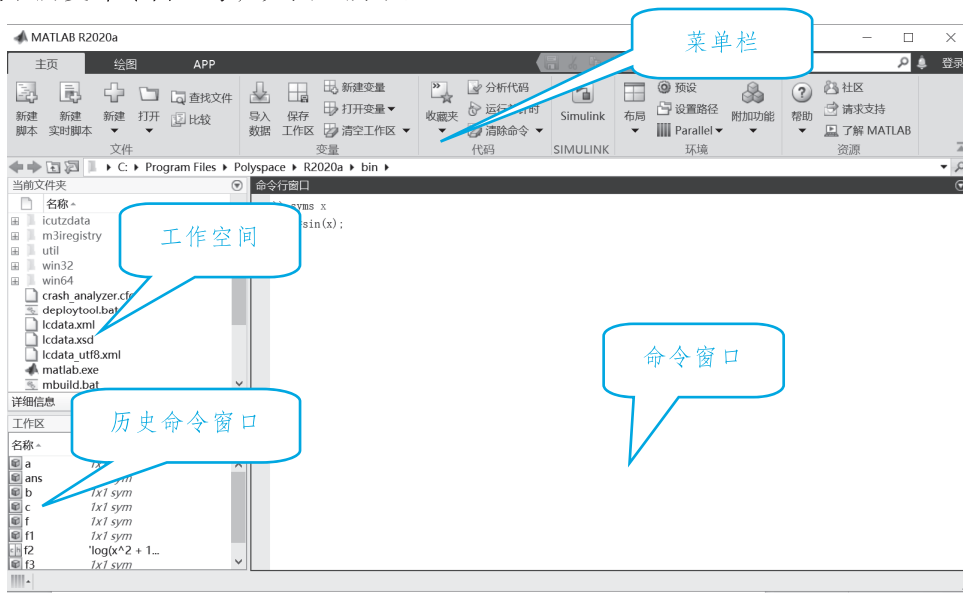 MATLAB R2020a
菜单栏
主页 绘图 APP
登录
新建脚本 新建实时脚本 新建 打开 查找文件 比较
导入数据 保存工作区 新建变量 打开变量 清空工作区
收藏夹 分析代码 清除命令
Simulink 布局 预设 设置路径 Parallel 附加功能
帮助 社区 请求支持 了解 MATLAB
文件 变量 代码 SIMULINK 环境 资源
C: Program Files Polyspace R2020a bin
当前文件夹
命令行窗口
名称
syms x
sin(x);
工作空间
icutzdata
m3iregistry
util
win32
win64
crash_analyzer.cfg
deploytool.bat
lcdata.xml
lcdata.xsd
lcdata_utf8.xml
matlab.exe
mbuild.bat
命令窗口
详细信息
历史命令窗口
工作区
名称
a
ans
b 1x1 sym
c 1x1 sym
f 1x1 sym
f1 1x1 sym
f2 'log(x^2 + 1...
f3 1x1 sym